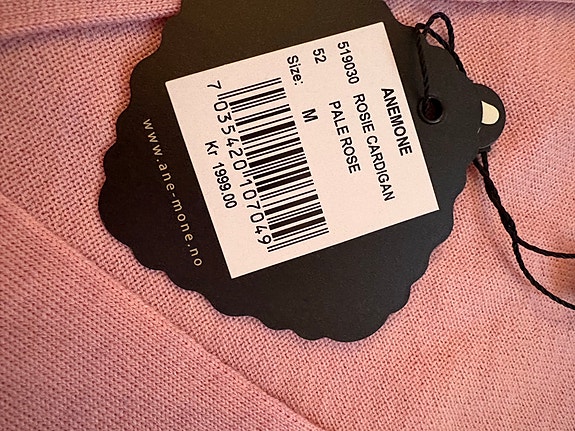 ANEMONE
519030 ROSIE CARDIGAN
52 PALE ROSE
Size: M
7 035420 107049
Kr 1999.00
www.ane-mone.no